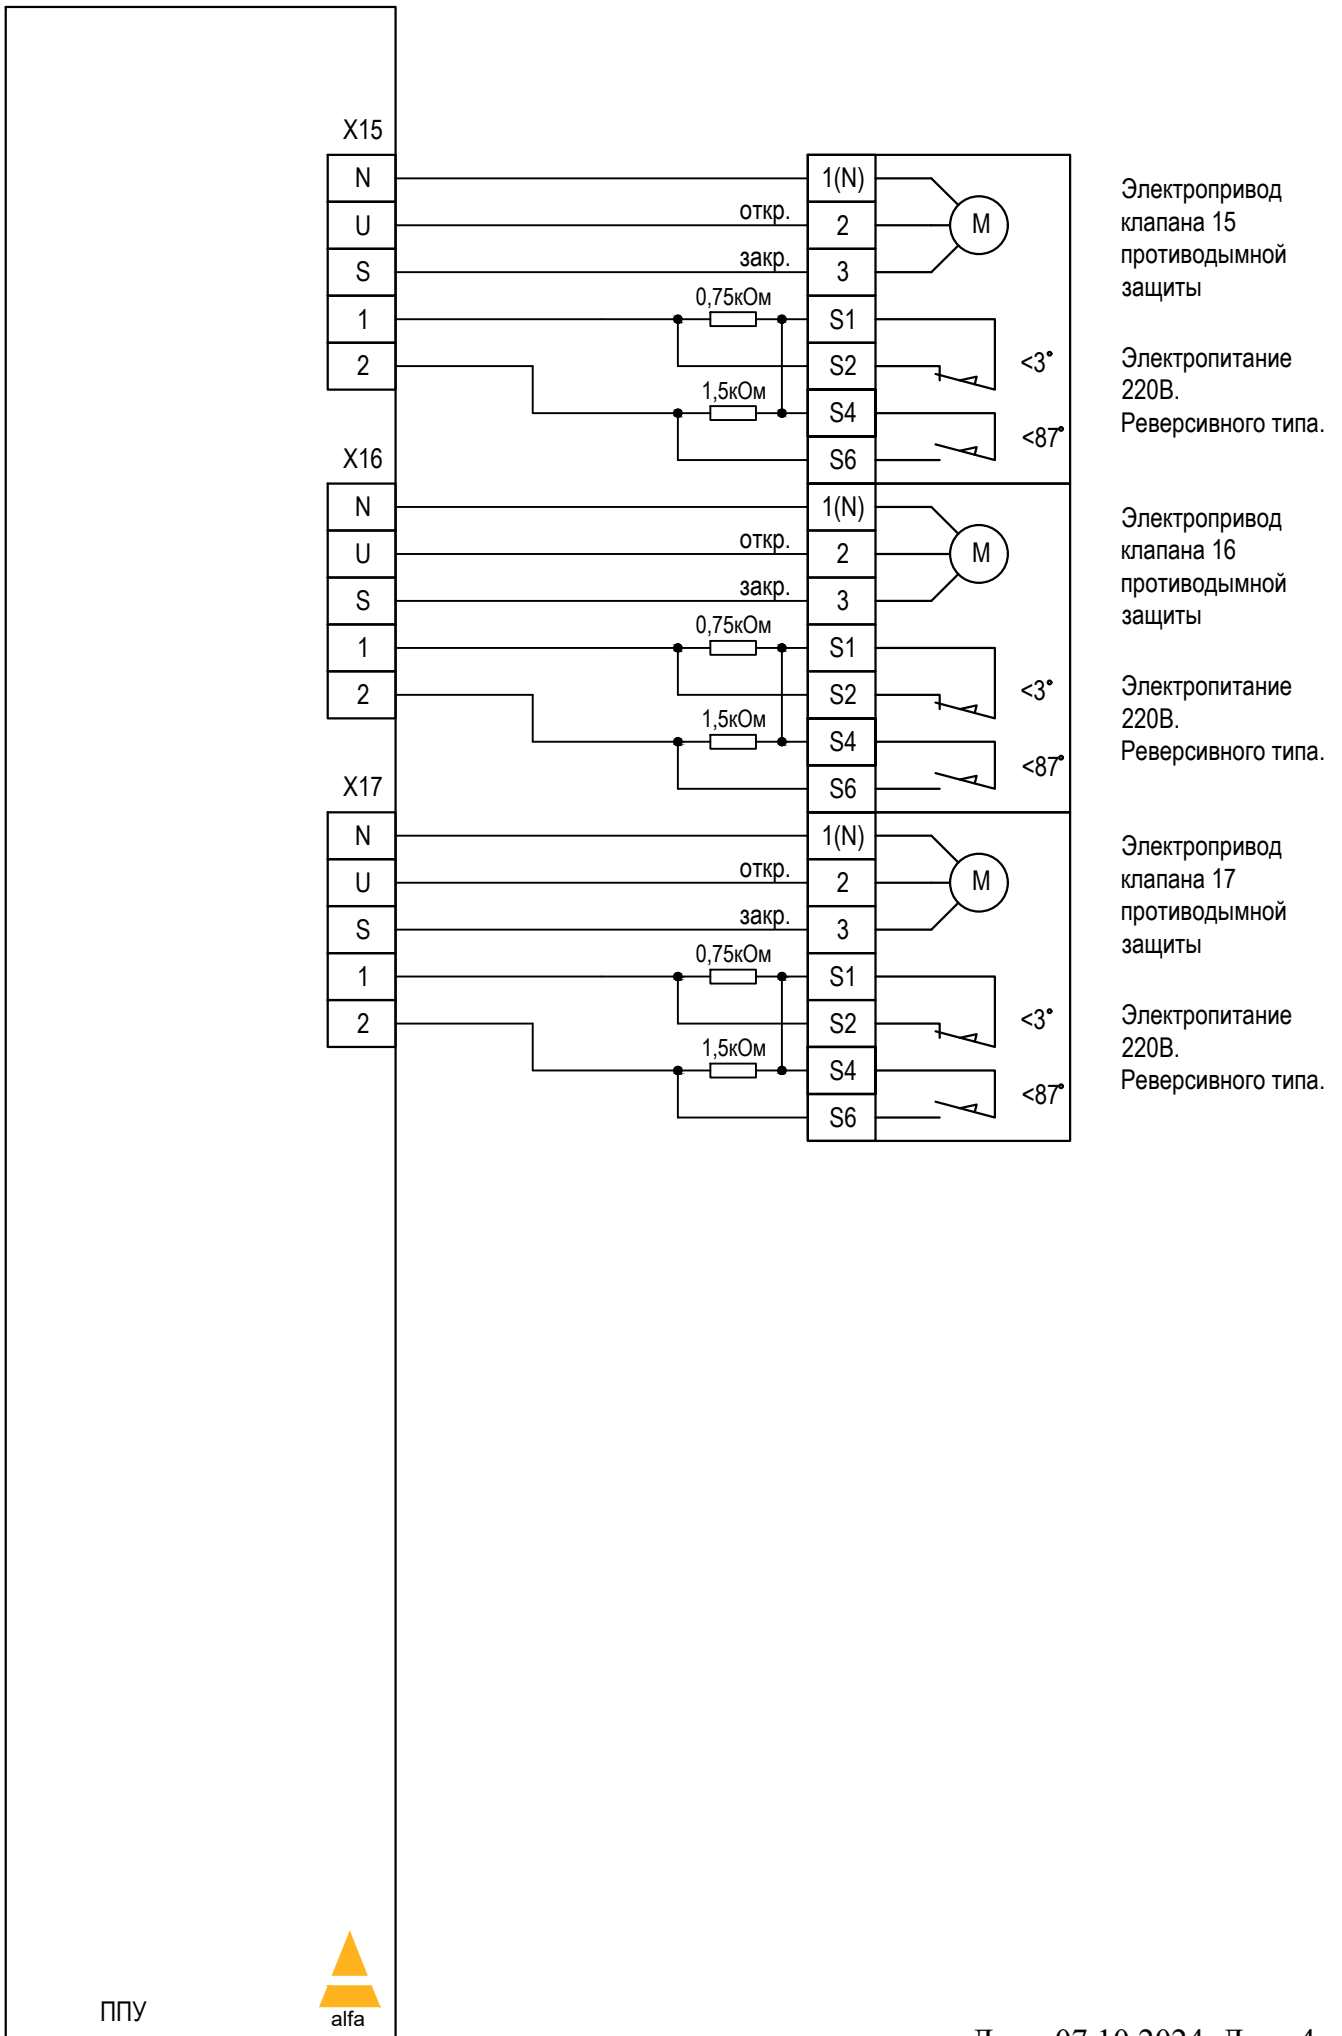 X15
N
U
S
1
2
откр.
закр.
0,75кОм
1,5кОм
1(N)
2
3
S1
S2
S4
S6
M
<3°
<87°
Электропривод
клапана 15
противодымной
защиты
Электропитание
220В.
Реверсивного типа.
X16
N
U
S
1
2
откр.
закр.
0,75кОм
1,5кОм
1(N)
2
3
S1
S2
S4
S6
M
<3°
<87°
Электропривод
клапана 16
противодымной
защиты
Электропитание
220В.
Реверсивного типа.
X17
N
U
S
1
2
откр.
закр.
0,75кОм
1,5кОм
1(N)
2
3
S1
S2
S4
S6
M
<3°
<87°
Электропривод
клапана 17
противодымной
защиты
Электропитание
220В.
Реверсивного типа.
ППУ
alfa
07.10.2024